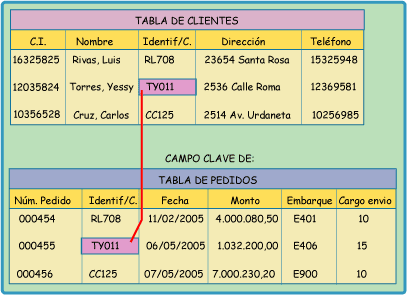 TABLA DE CLIENTES
C.I. Nombre Identif/C. Dirección Teléfono
16325825 Rivas, Luis RL708 23654 Santa Rosa 15325948
12035824 Torres, Yessy TY011 2536 Calle Roma 12369581
10356528 Cruz, Carlos CC125 2514 Av. Urdaneta 10256985
CAMPO CLAVE DE:
TABLA DE PEDIDOS
Núm. Pedido Identif/C. Fecha Monto Embarque Cargo envio
000454 RL708 11/02/2005 4.000.080,50 E401 10
000455 TY011 06/05/2005 1.032.200,00 E406 15
000456 CC125 07/05/2005 7.000.230,20 E900 10